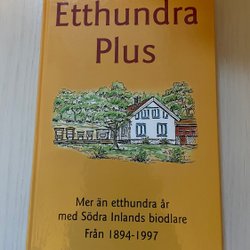 Etthundra
Plus
Mer än etthundra år
med Södra Inlands biodlare
Från 1894-1997